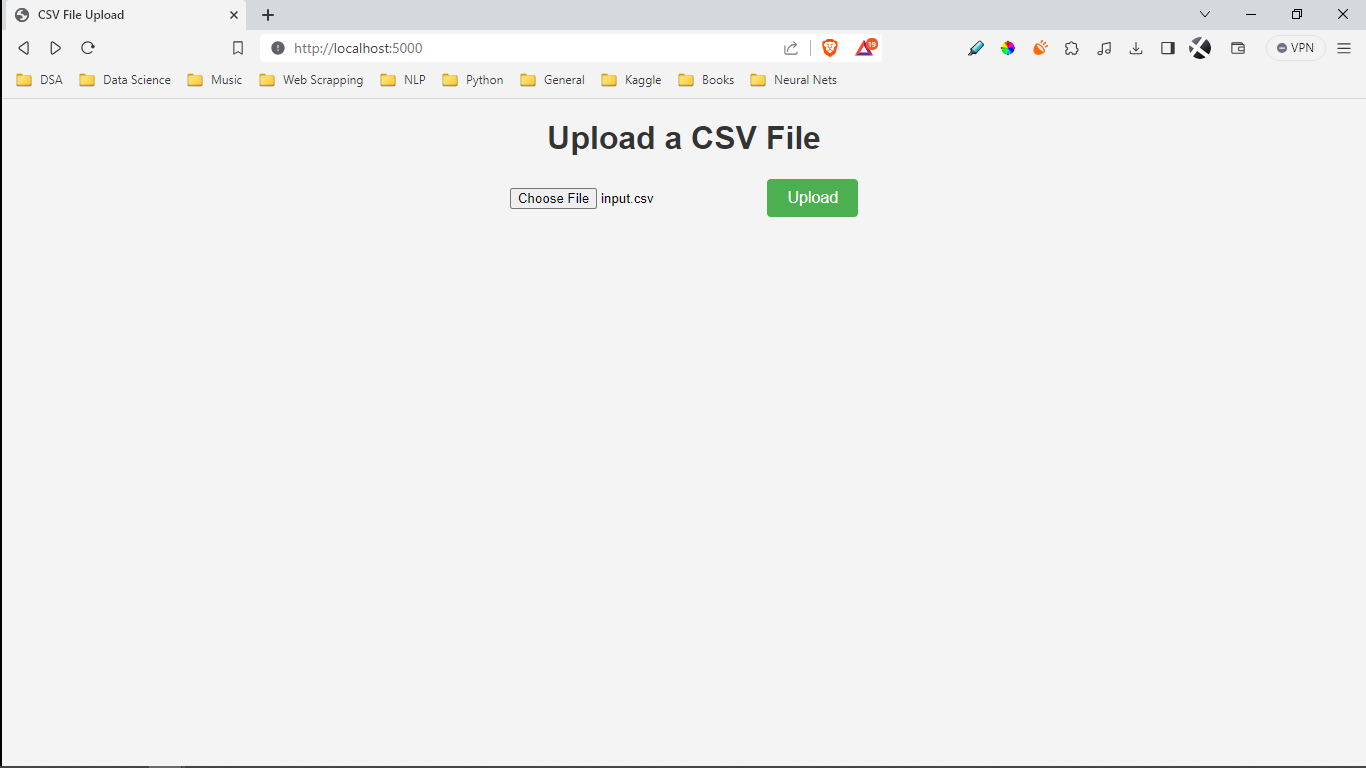 CSV File Upload
http://localhost:5000
19
VPN
DSA Data Science Music Web Scrapping NLP Python General Kaggle Books Neural Nets
Upload a CSV File
Choose File input.csv Upload